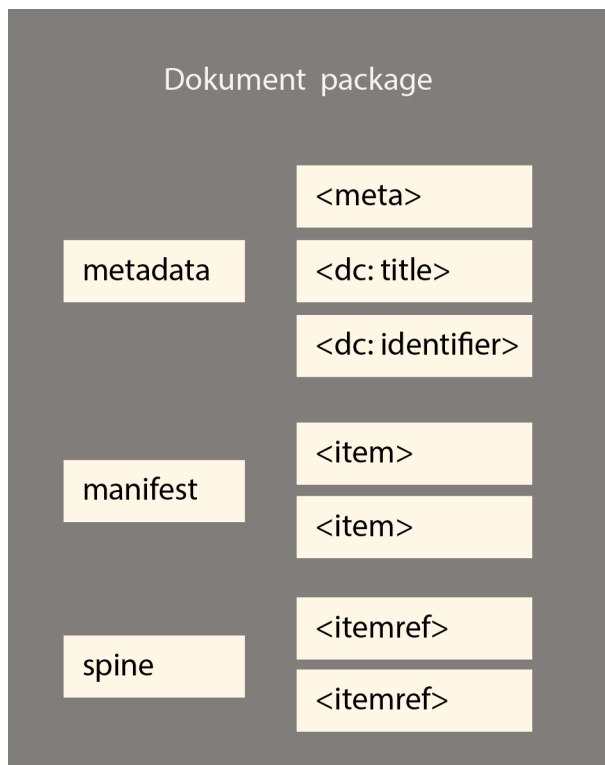 Dokument package
metadata
<meta>
<dc: title>
<dc: identifier>
manifest
<item>
<item>
spine
<itemref>
<itemref>